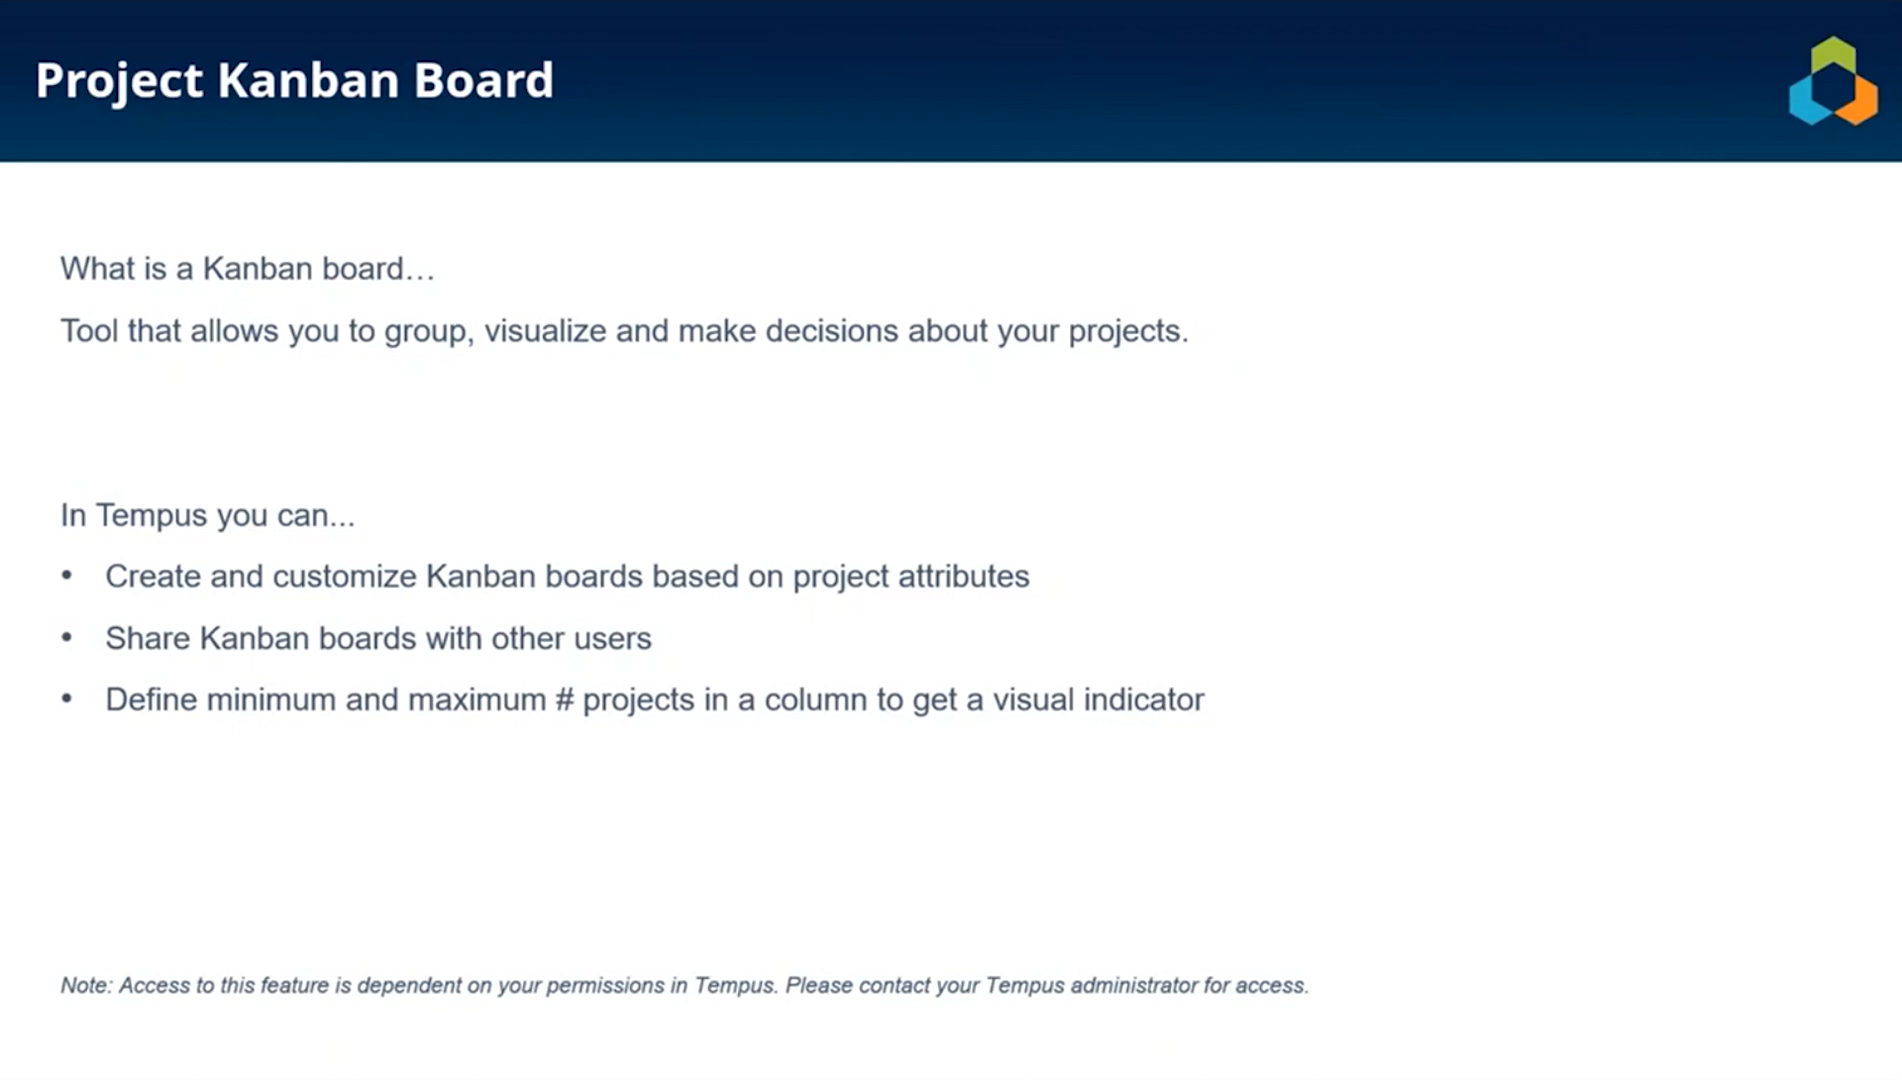 Project Kanban Board
What is a Kanban board…
Tool that allows you to group, visualize and make decisions about your projects.
In Tempus you can...
• Create and customize Kanban boards based on project attributes
• Share Kanban boards with other users
• Define minimum and maximum # projects in a column to get a visual indicator
Note: Access to this feature is dependent on your permissions in Tempus. Please contact your Tempus administrator for access.